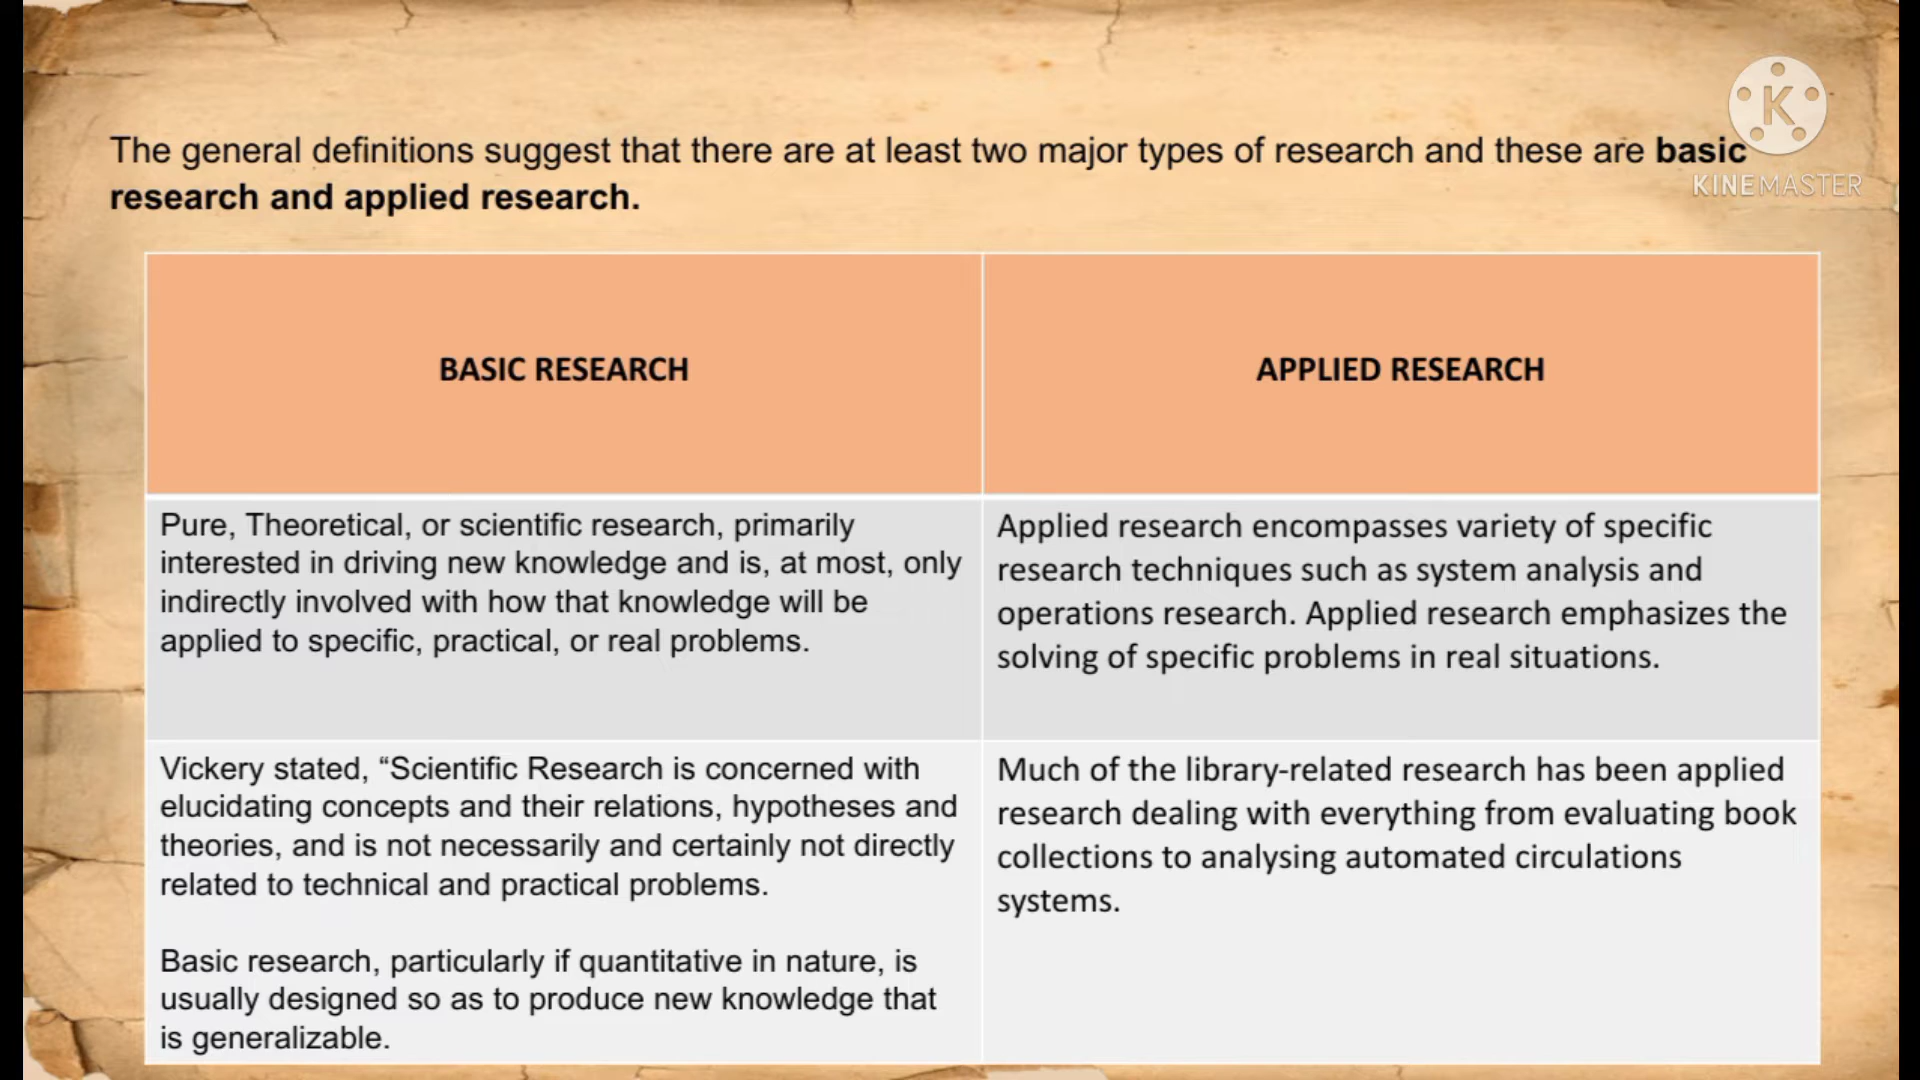 The general definitions suggest that there are at least two major types of research and these are basic
research and applied research.
K
KINEMASTER
BASIC RESEARCH
APPLIED RESEARCH
Pure, Theoretical, or scientific research, primarily
interested in driving new knowledge and is, at most, only
indirectly involved with how that knowledge will be
applied to specific, practical, or real problems.
Applied research encompasses variety of specific
research techniques such as system analysis and
operations research. Applied research emphasizes the
solving of specific problems in real situations.
Vickery stated, “Scientific Research is concerned with
elucidating concepts and their relations, hypotheses and
theories, and is not necessarily and certainly not directly
related to technical and practical problems.
Basic research, particularly if quantitative in nature, is
usually designed so as to produce new knowledge that
is generalizable.
Much of the library-related research has been applied
research dealing with everything from evaluating book
collections to analysing automated circulations
systems.